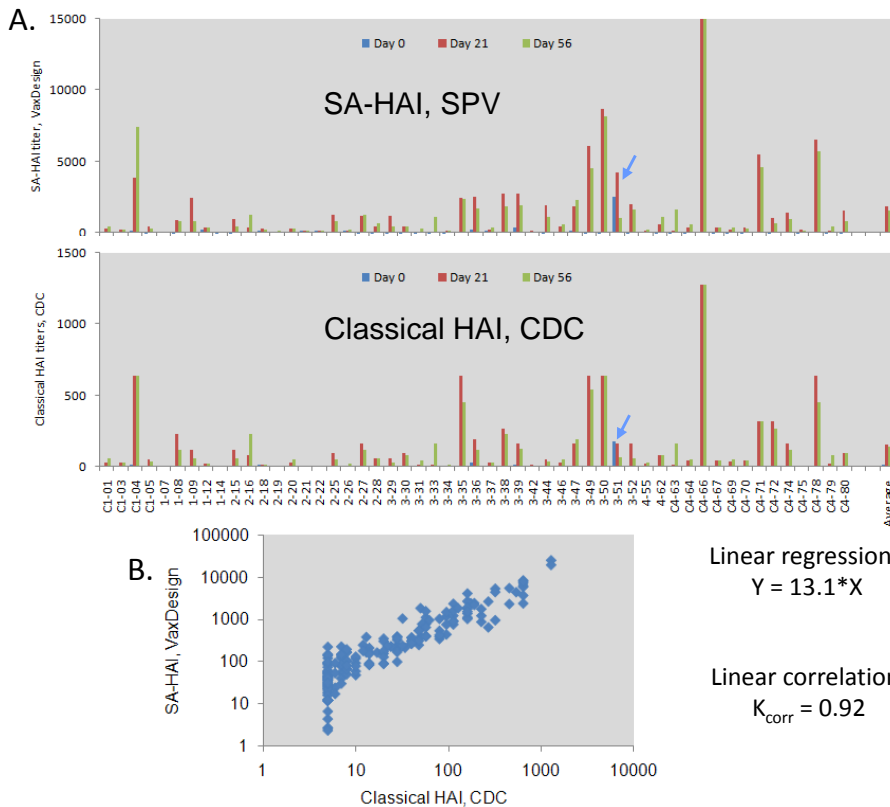 A.
15000
10000
5000
0
SA-HAI titer, VaxDesign
Day 0 Day 21 Day 56
SA-HAI, SPV
1500
1000
500
0
Classical HAI titers, CDC
Day 0 Day 21 Day 56
Classical HAI, CDC
C1-01 C1-03 C1-04 C1-05 1-07 1-08 1-09 1-12 1-14 2-15 2-16 2-18 2-19 2-20 2-21 2-22 2-25 2-26 2-27 2-28 3-29 3-30 3-31 3-33 3-34 3-35 3-36 3-37 3-38 3-39 3-42 3-44 3-46 3-47 3-49 3-50 3-51 3-52 4-55 4-62 C4-63 C4-64 C4-66 C4-67 C4-69 C4-70 C4-71 C4-72 C4-74 C4-75 C4-78 C4-79 C4-80 Average
B.
100000
10000
1000
100
10
1
SA-HAI, VaxDesign
1 10 100 1000 10000
Classical HAI, CDC
Linear regression
Y = 13.1*X
Linear correlation
Kcorr = 0.92